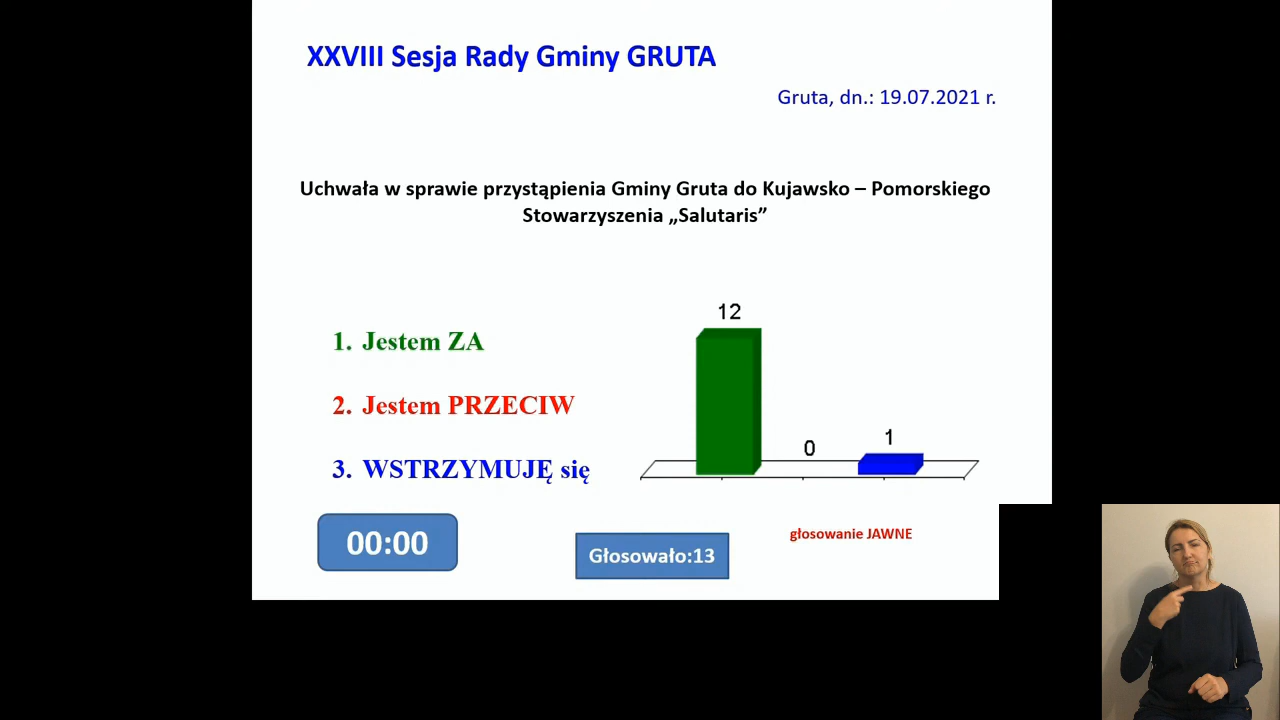 XXVIII Sesja Rady Gminy GRUTA
Gruta, dn.: 19.07.2021 r.
Uchwała w sprawie przystąpienia Gminy Gruta do Kujawsko – Pomorskiego
Stowarzyszenia „Salutaris”
12
1. Jestem ZA
2. Jestem PRZECIW
0
1
3. WSTRZYMUJĘ się
00:00
Głosowało:13
głosowanie JAWNE